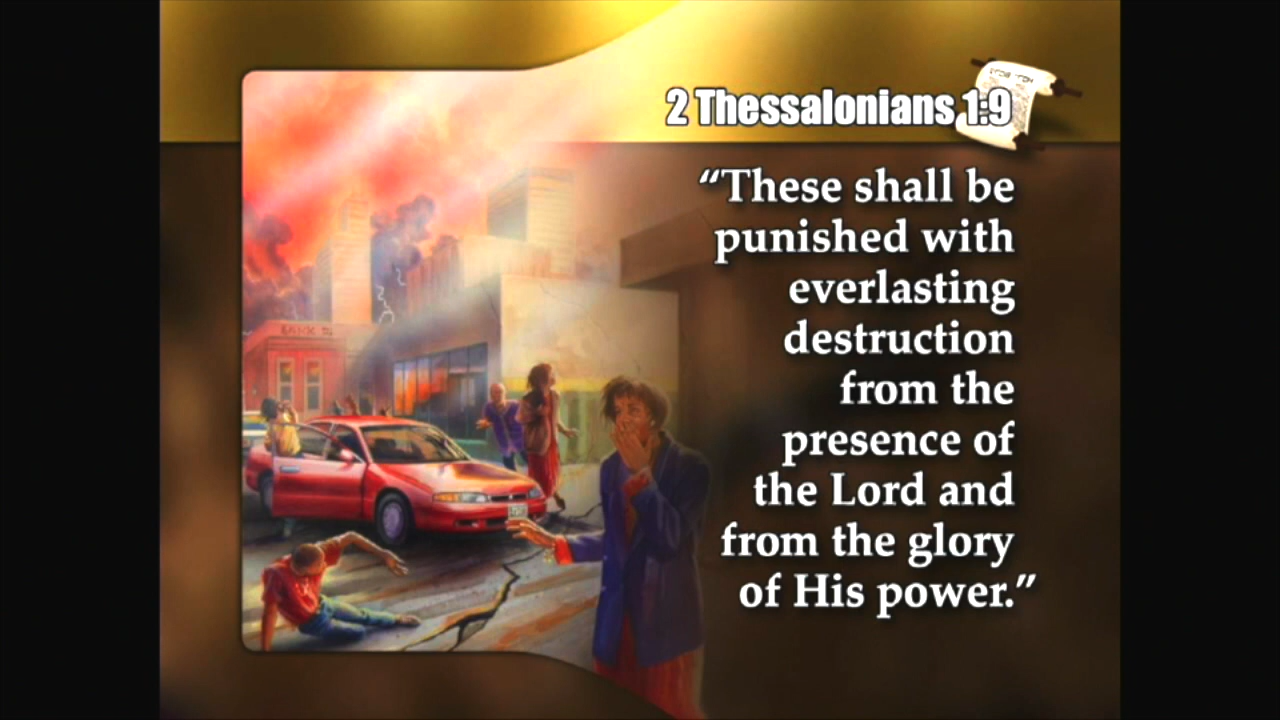 2 Thessalonians 1:9
“These shall be
punished with
everlasting
destruction
from the
presence of
the Lord and
from the glory
of His power.”
BANK